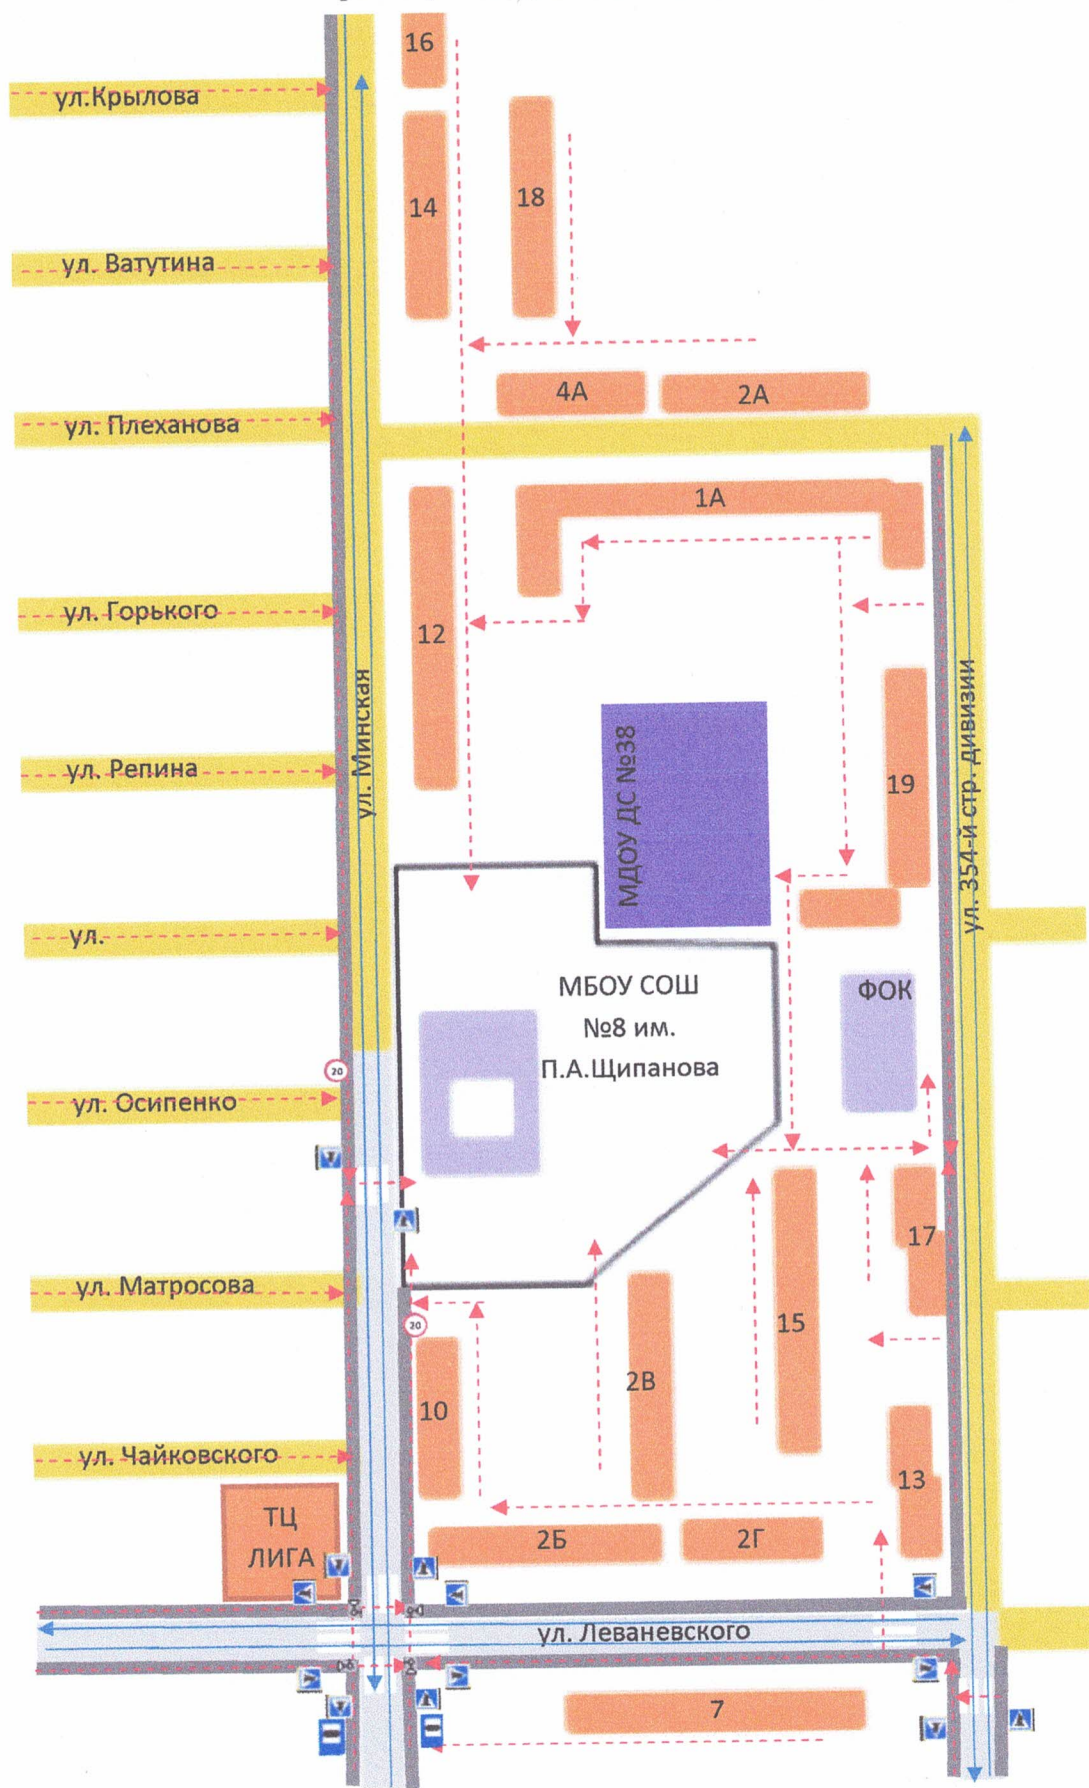 16
ул.Крылова
14
18
ул. Ватутина
4А
2А
ул. Плеханова
1А
ул. Горького
12
ул. Минская
МДОУ ДС №38
ул. 354-й стр. дивизии
ул. Репина
19
ул.
МБОУ СОШ
№8 им.
П.А.Щипанова
ФОК
20
ул. Осипенко
17
ул. Матросова
20
15
2В
10
ул. Чайковского
13
ТЦ
ЛИГА
2Б
2Г
ул. Леваневского
7